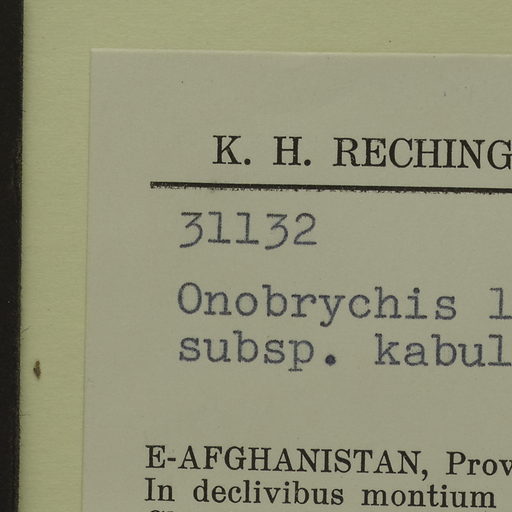 K. H. RECHING
31132
Onobrychis l
subsp. kabul
E-AFGHANISTAN, Prov
In declivibus montium